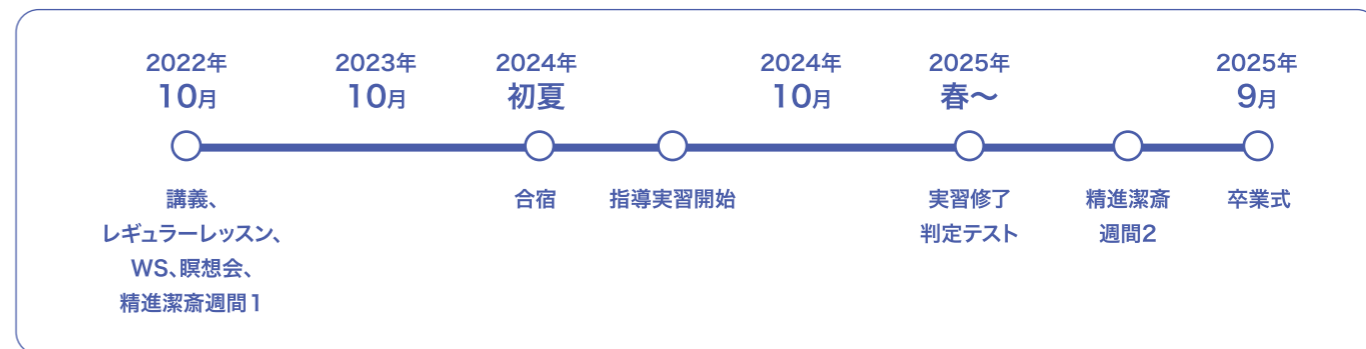 2022年
10月
2023年
10月
2024年
初夏
2024年
10月
2025年
春〜
2025年
9月
講義、
レギュラーレッスン、
WS、瞑想会、
精進潔斎週間1
合宿
指導実習開始
実習修了
判定テスト
精進潔斎
週間2
卒業式